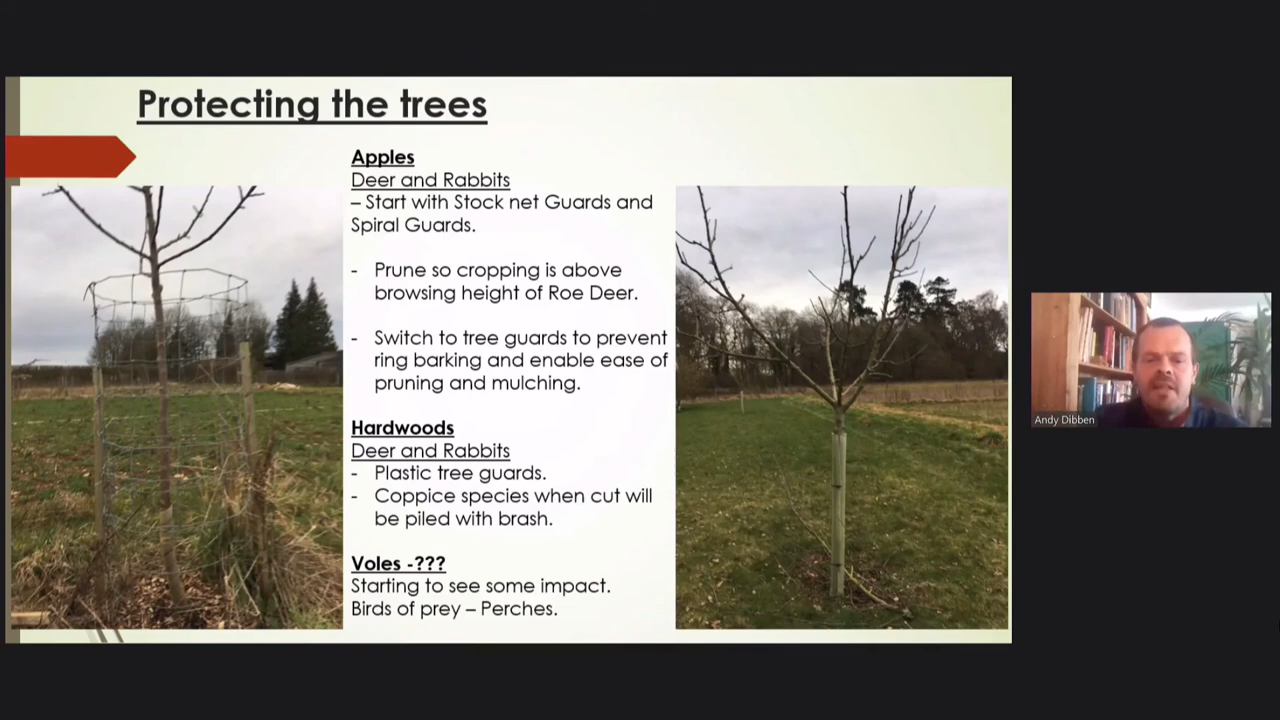 Protecting the trees
Apples
Deer and Rabbits
– Start with Stock net Guards and
Spiral Guards.
- Prune so cropping is above
browsing height of Roe Deer.
- Switch to tree guards to prevent
ring barking and enable ease of
pruning and mulching.
Hardwoods
Deer and Rabbits
- Plastic tree guards.
- Coppice species when cut will
be piled with brash.
Voles -???
Starting to see some impact.
Birds of prey – Perches.
Andy Dibben